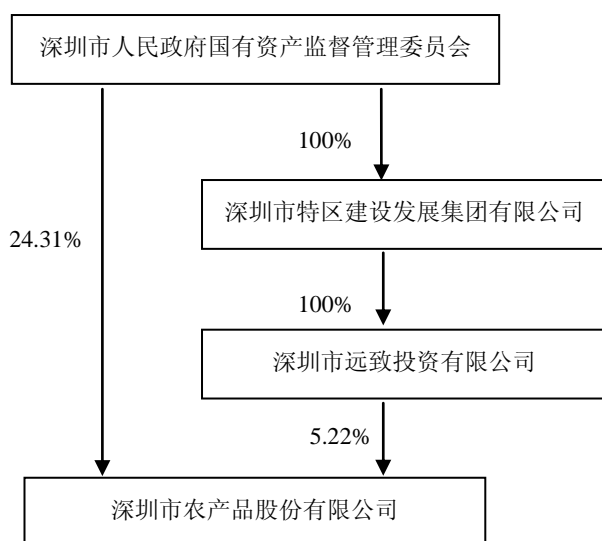 深圳市人民政府国有资产监督管理委员会
100%
深圳市特区建设发展集团有限公司
24.31%
100%
深圳市远致投资有限公司
5.22%
深圳市农产品股份有限公司